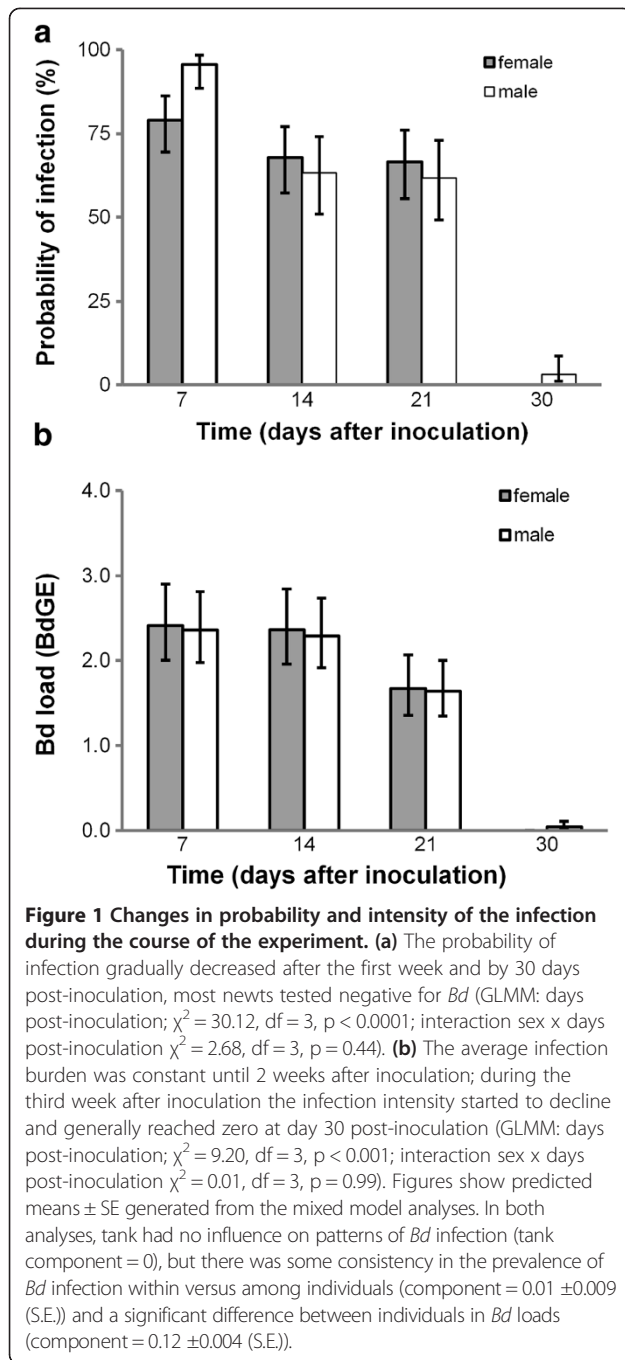 a
100
75
50
25
0
Probability of infection (%)
female
male
7 14 21 30
Time (days after inoculation)
b
4.0
3.0
2.0
1.0
0.0
Bd load (BdGE)
female
male
7 14 21 30
Time (days after inoculation)
Figure 1 Changes in probability and intensity of the infection
during the course of the experiment. (a) The probability of
infection gradually decreased after the first week and by 30 days
post-inoculation, most newts tested negative for Bd (GLMM: days
post-inoculation; χ² = 30.12, df = 3, p < 0.0001; interaction sex x days
post-inoculation χ² = 2.68, df = 3, p = 0.44). (b) The average infection
burden was constant until 2 weeks after inoculation; during the
third week after inoculation the infection intensity started to decline
and generally reached zero at day 30 post-inoculation (GLMM: days
post-inoculation; χ² = 9.20, df = 3, p < 0.001; interaction sex x days
post-inoculation χ² = 0.01, df = 3, p = 0.99). Figures show predicted
means ± SE generated from the mixed model analyses. In both
analyses, tank had no influence on patterns of Bd infection (tank
component = 0), but there was some consistency in the prevalence of
Bd infection within versus among individuals (component = 0.01 ±0.009
(S.E.)) and a significant difference between individuals in Bd loads
(component = 0.12 ±0.004 (S.E.)).